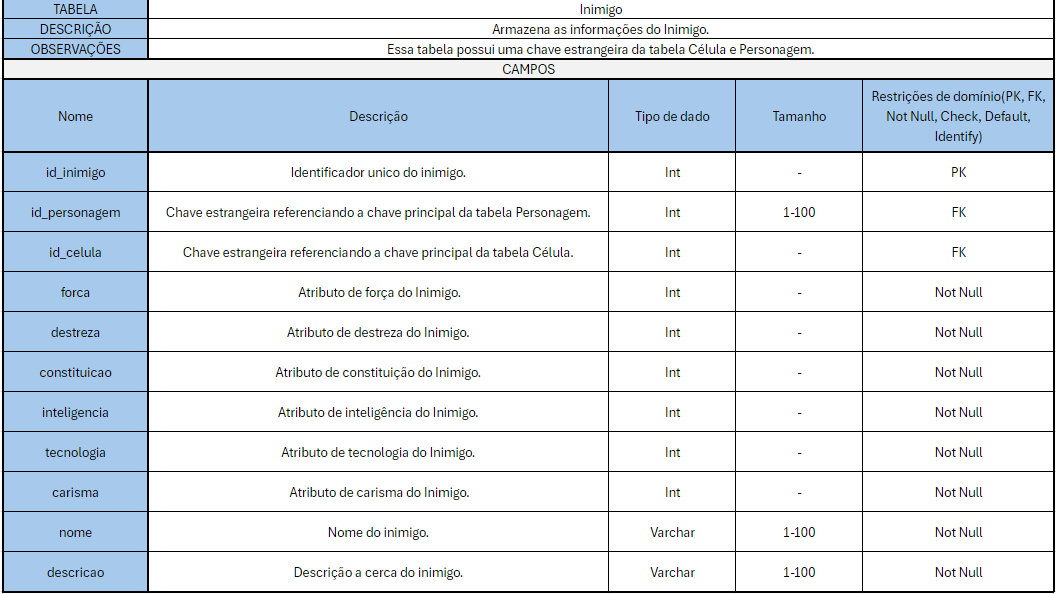 TABELA Inimigo
DESCRIÇÃO Armazena as informações do Inimigo.
OBSERVAÇÕES Essa tabela possui uma chave estrangeira da tabela Célula e Personagem.
CAMPOS
Nome Descrição Tipo de dado Tamanho Restrições de domínio(PK, FK,
Not Null, Check, Default,
Identify)
id_inimigo Identificador unico do inimigo. Int - PK
id_personagem Chave estrangeira referenciando a chave principal da tabela Personagem. Int 1-100 FK
id_celula Chave estrangeira referenciando a chave principal da tabela Célula. Int - FK
forca Atributo de força do Inimigo. Int - Not Null
destreza Atributo de destreza do Inimigo. Int - Not Null
constituicao Atributo de constituição do Inimigo. Int - Not Null
inteligencia Atributo de inteligência do Inimigo. Int - Not Null
tecnologia Atributo de tecnologia do Inimigo. Int - Not Null
carisma Atributo de carisma do Inimigo. Int - Not Null
nome Nome do inimigo. Varchar 1-100 Not Null
descricao Descrição a cerca do inimigo. Varchar 1-100 Not Null